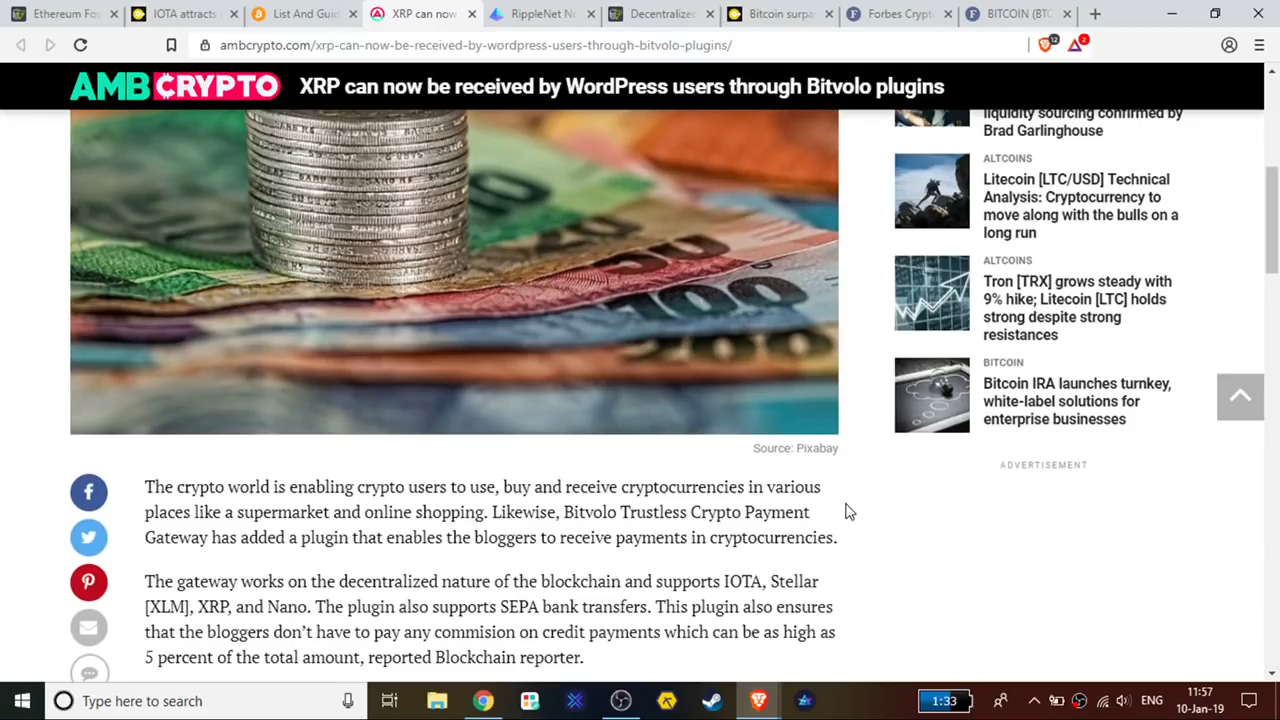 Ethereum Fou
IOTA attracts
List And Guid
XRP can now
RippleNet Ne
Decentralized
Bitcoin surpa
Forbes Crypt
BITCOIN (BTC
ambcrypto.com/xrp-can-now-be-received-by-wordpress-users-through-bitvolo-plugins/
12
2
AMBCRYPTO
XRP can now be received by WordPress users through Bitvolo plugins
liquidity sourcing confirmed by
Brad Garlinghouse
ALTCOINS
Litecoin [LTC/USD] Technical
Analysis: Cryptocurrency to
move along with the bulls on a
long run
ALTCOINS
Tron [TRX] grows steady with
9% hike; Litecoin [LTC] holds
strong despite strong
resistances
BITCOIN
Bitcoin IRA launches turnkey,
white-label solutions for
enterprise businesses
ADVERTISEMENT
Source: Pixabay
The crypto world is enabling crypto users to use, buy and receive cryptocurrencies in various
places like a supermarket and online shopping. Likewise, Bitvolo Trustless Crypto Payment
Gateway has added a plugin that enables the bloggers to receive payments in cryptocurrencies.
The gateway works on the decentralized nature of the blockchain and supports IOTA, Stellar
[XLM], XRP, and Nano. The plugin also supports SEPA bank transfers. This plugin also ensures
that the bloggers don't have to pay any commision on credit payments which can be as high as
5 percent of the total amount, reported Blockchain reporter.
Type here to search
1:33
ENG
11:57
10-Jan-19